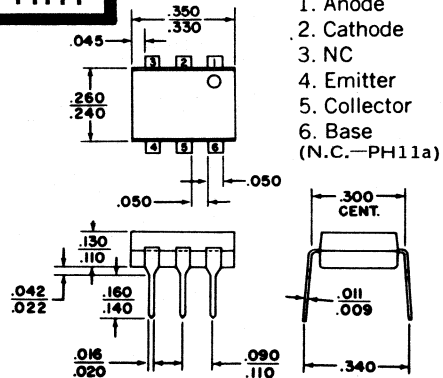 .350
.330
.045
3 2 1
.260
.240
4 5 6
.050
.050
1. Anode
2. Cathode
3. NC
4. Emitter
5. Collector
6. Base
(N.C.—PH11a)
.130
.110
.042
.022
.160
.140
.016
.020
.090
.110
.300
CENT.
.011
.009
.340